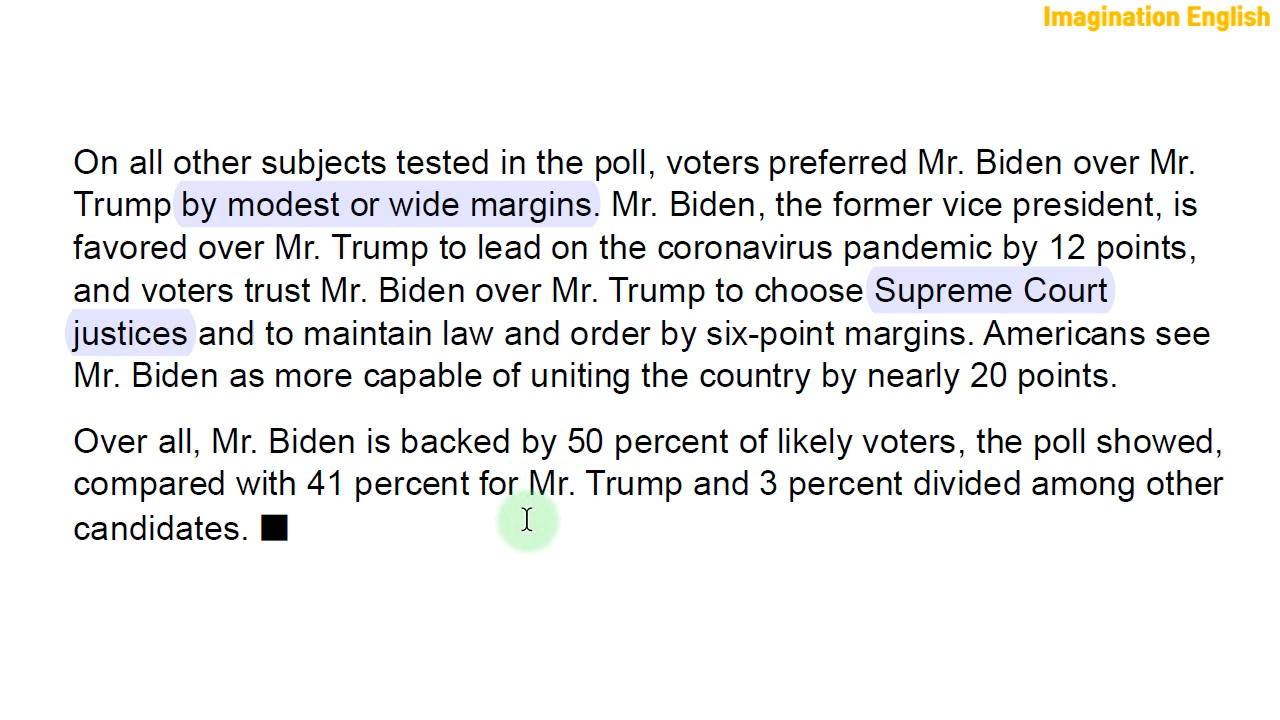 Imagination English
On all other subjects tested in the poll, voters preferred Mr. Biden over Mr.
Trump by modest or wide margins. Mr. Biden, the former vice president, is
favored over Mr. Trump to lead on the coronavirus pandemic by 12 points,
and voters trust Mr. Biden over Mr. Trump to choose Supreme Court
justices and to maintain law and order by six-point margins. Americans see
Mr. Biden as more capable of uniting the country by nearly 20 points.
Over all, Mr. Biden is backed by 50 percent of likely voters, the poll showed,
compared with 41 percent for Mr. Trump and 3 percent divided among other
candidates. ■